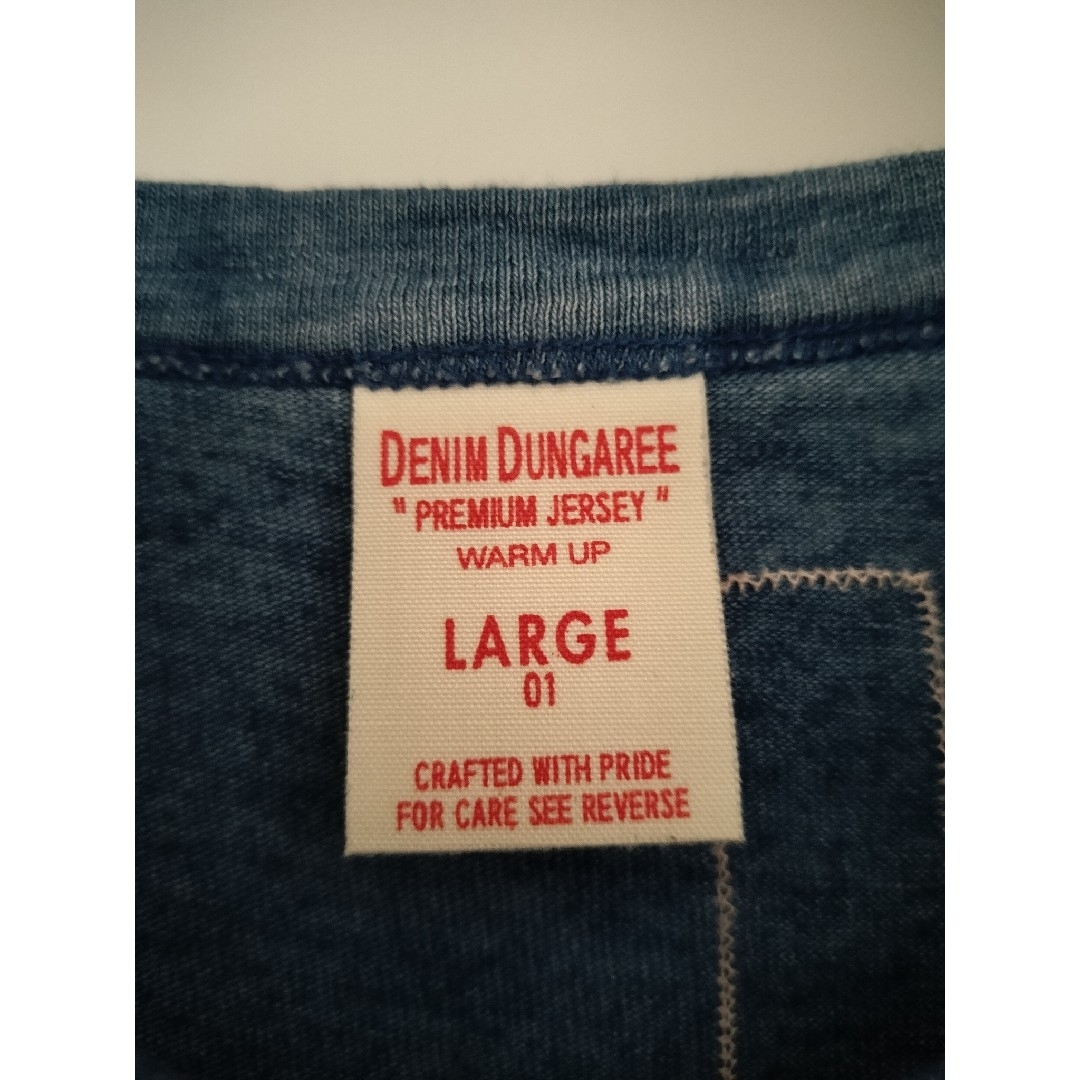 DENIM DUNGAREE
" PREMIUM JERSEY "
WARM UP
LARGE
01
CRAFTED WITH PRIDE
FOR CARE SEE REVERSE